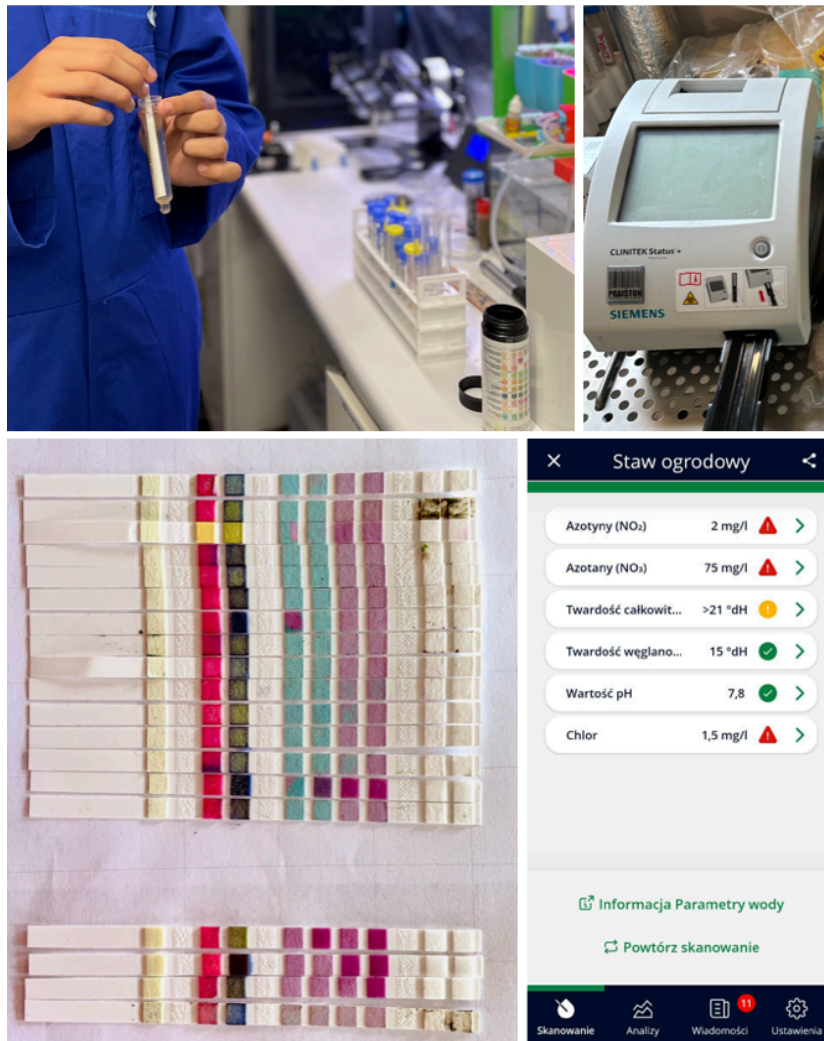 CLINITEK Status®+
PRAISTON
SIEMENS
Staw ogrodowy
Azotyny (NO₂) 2 mg/l
Azotany (NO₃) 75 mg/l
Twardość całkowit... >21 °dH
Twardość węglano... 15 °dH
Wartość pH 7,8
Chlor 1,5 mg/l
Informacja Parametry wody
Powtórz skanowanie
11
Skanowanie Analizy Wiadomości Ustawienia